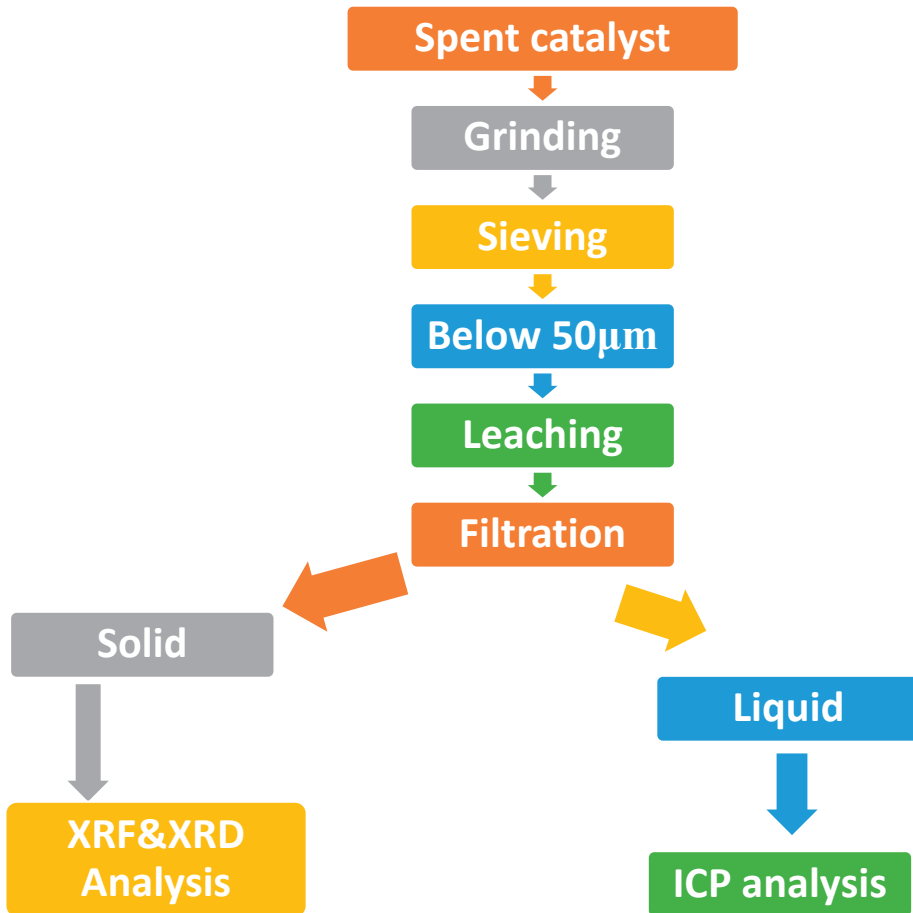 Spent catalyst
Grinding
Sieving
Below 50µm
Leaching
Filtration
Solid
Liquid
XRF&XRD
Analysis
ICP analysis